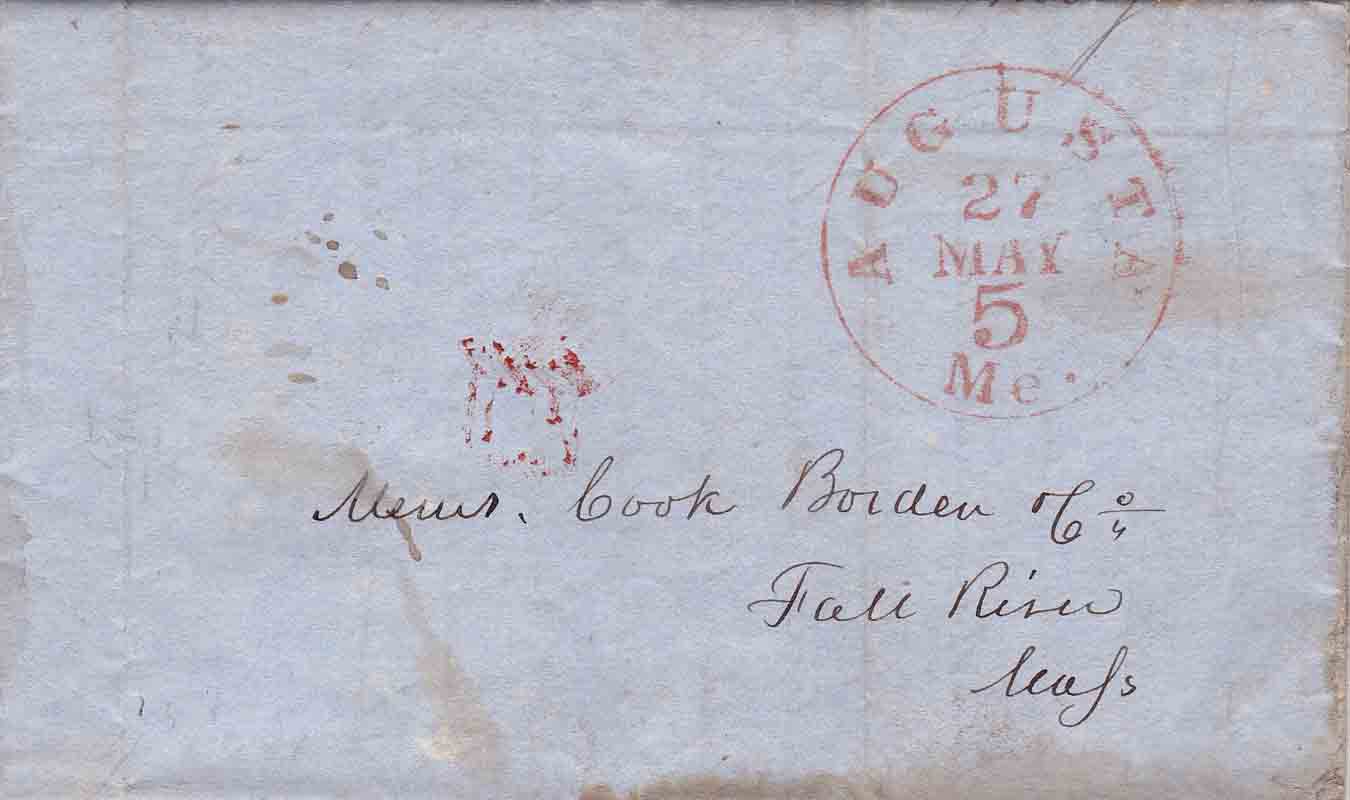 AUGUSTA
27
MAY
5
Me.
Messrs. Cook Borden & Co
Fall River
Mass